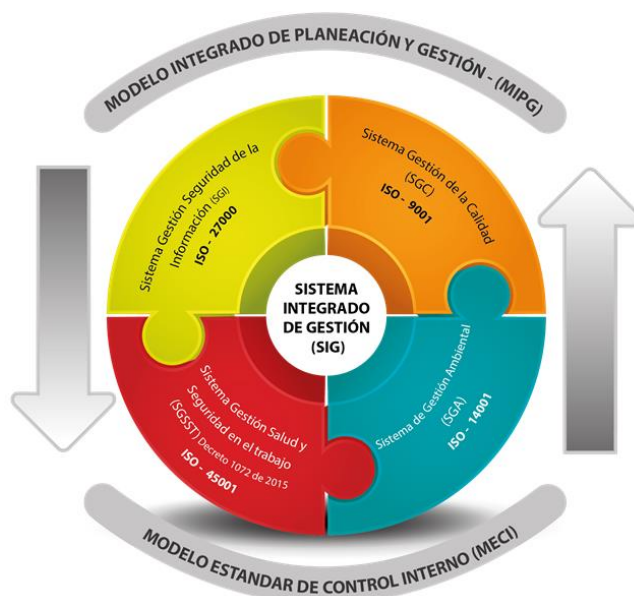 MODELO INTEGRADO DE PLANEACIÓN Y GESTIÓN - (MIPG)
Sistema Gestión Seguridad de la
Información (SGI)
ISO - 27000
Sistema Gestión de la Calidad
(SGC)
ISO - 9001
SISTEMA
INTEGRADO
DE GESTIÓN
(SIG)
Sistema Gestión Salud y
Seguridad en el trabajo
(SGSST) Decreto 1072 de 2015
ISO - 45001
Sistema de Gestión Ambiental
(SGA)
ISO - 14001
MODELO ESTANDAR DE CONTROL INTERNO (MECI)